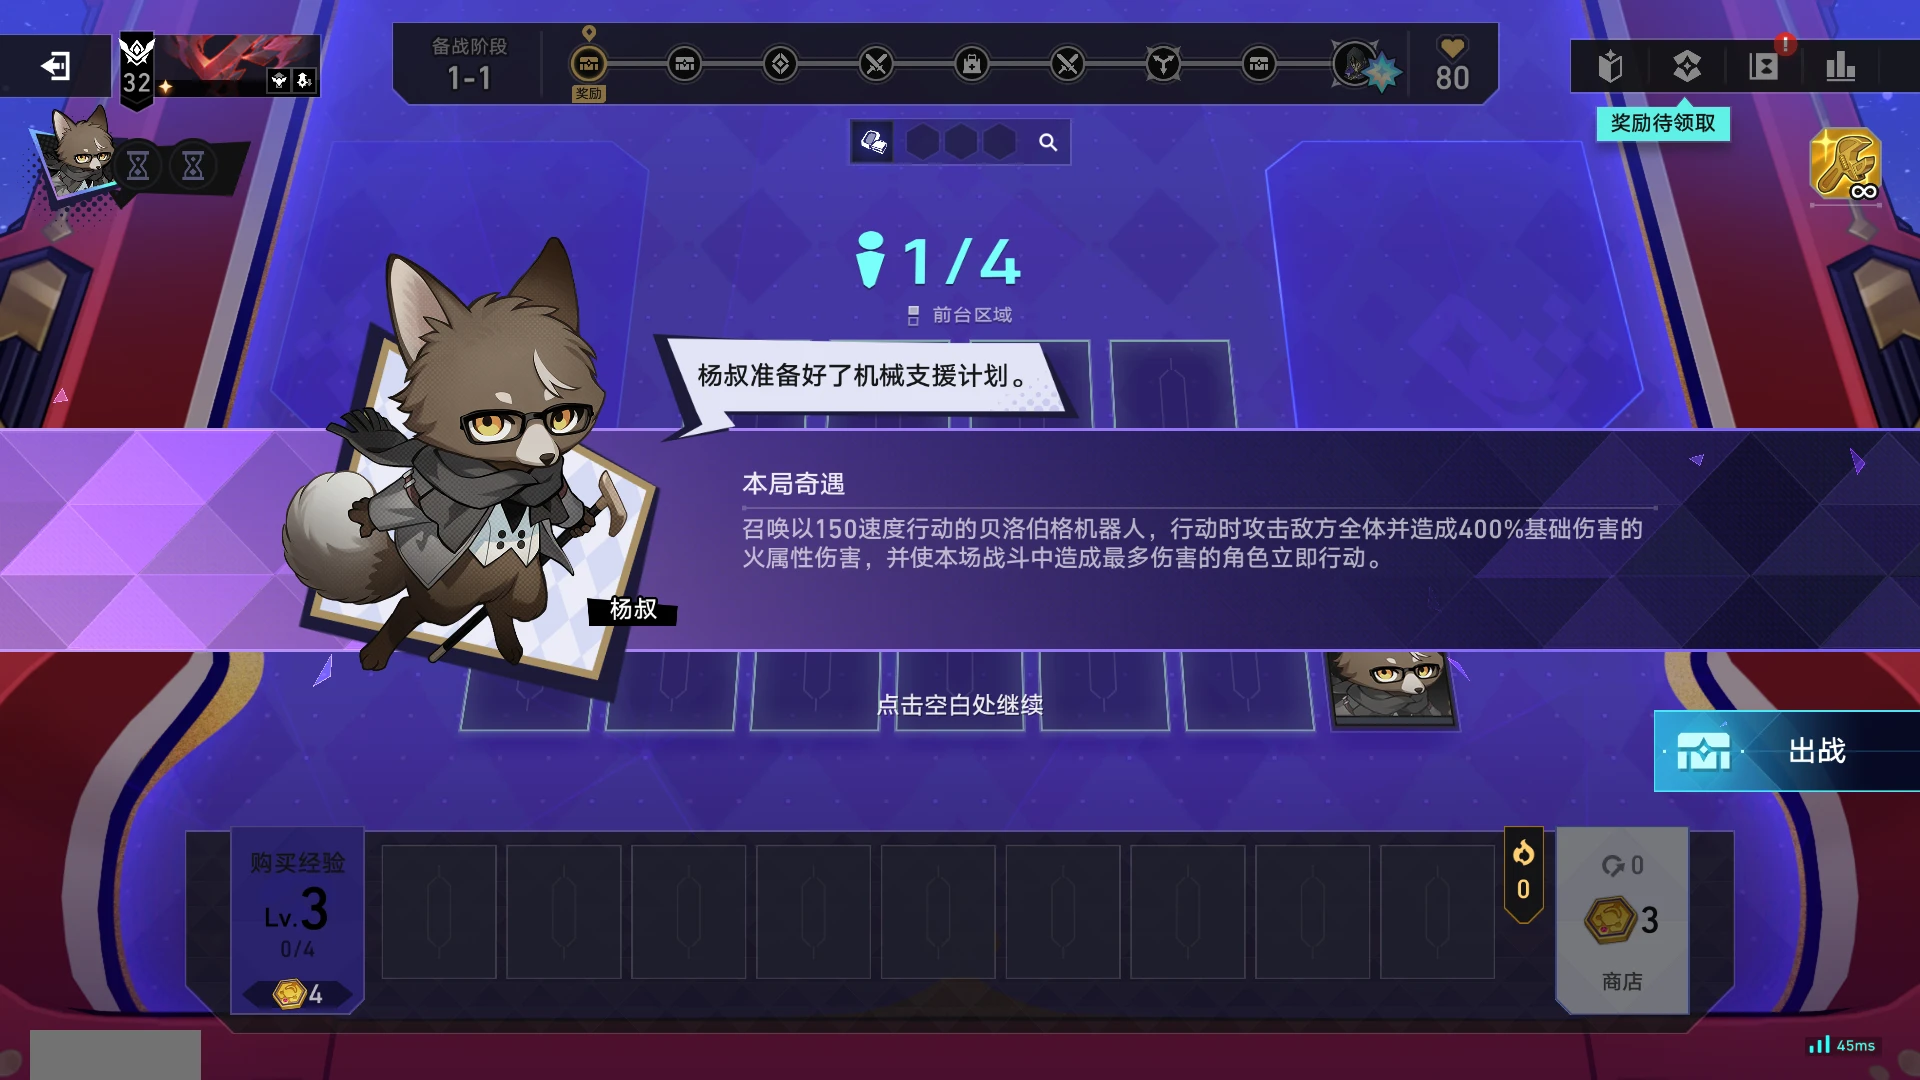 32
备战阶段
1-1
奖励
80
奖励待领取
1/4
前台区域
杨叔准备好了机械支援计划。
本局奇遇
召唤以150速度行动的贝洛伯格机器人，行动时攻击敌方全体并造成400%基础伤害的
火属性伤害，并使本场战斗中造成最多伤害的角色立即行动。
杨叔
点击空白处继续
出战
购买经验
Lv.3
0/4
4
0
0
3
商店
45ms